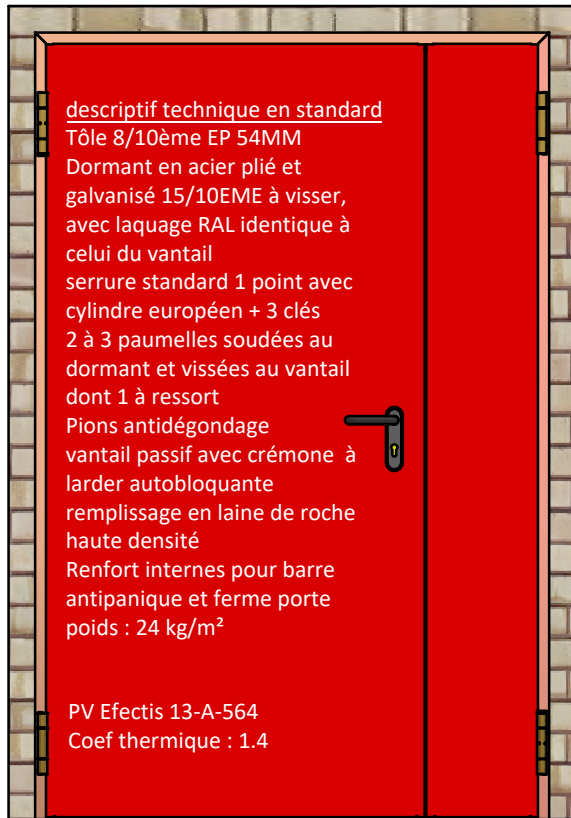 descriptif technique en standard
Tôle 8/10ème EP 54MM
Dormant en acier plié et
galvanisé 15/10EME à visser,
avec laquage RAL identique à
celui du vantail
serrure standard 1 point avec
cylindre européen + 3 clés
2 à 3 paumelles soudées au
dormant et vissées au vantail
dont 1 à ressort
Pions antidégondage
vantail passif avec crémone à
larder autobloquante
remplissage en laine de roche
haute densité
Renfort internes pour barre
antipanique et ferme porte
poids : 24 kg/m²
PV Efectis 13-A-564
Coef thermique : 1.4